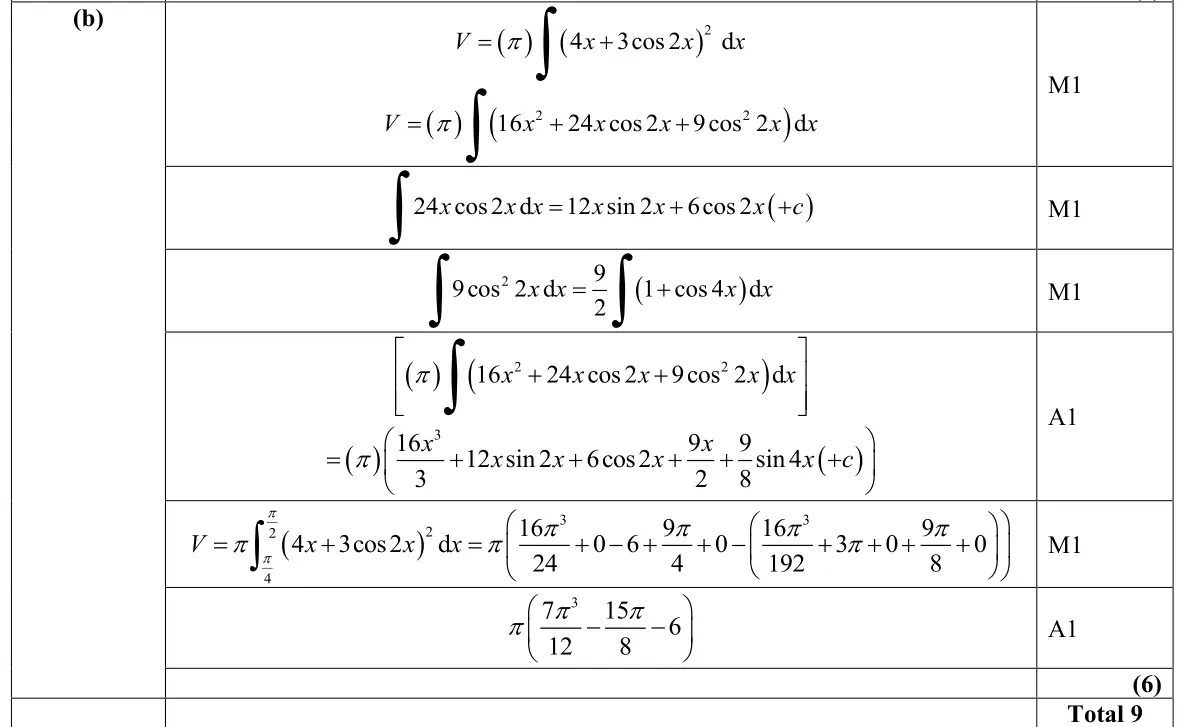 (b)
V = (π) ∫ (4x + 3cos 2x)² dx
V = (π) ∫ (16x² + 24x cos 2x + 9cos² 2x) dx
M1
∫ 24x cos 2x dx = 12x sin 2x + 6cos 2x (+c)
M1
∫ 9cos² 2x dx = 9/2 ∫ (1 + cos 4x) dx
M1
[(π) ∫ (16x² + 24x cos 2x + 9cos² 2x) dx]
= (π) (16x³/3 + 12x sin 2x + 6cos 2x + 9x/2 + 9/8 sin 4x (+c))
A1
V = π ∫_{π/4}^{π/2} (4x + 3cos 2x)² dx = π (16π³/24 + 0 − 6 + 9π/4 + 0 − (16π³/192 + 3π + 0 + 9π/8 + 0))
M1
π (7π³/12 − 15π/8 − 6)
A1
(6)
Total 9